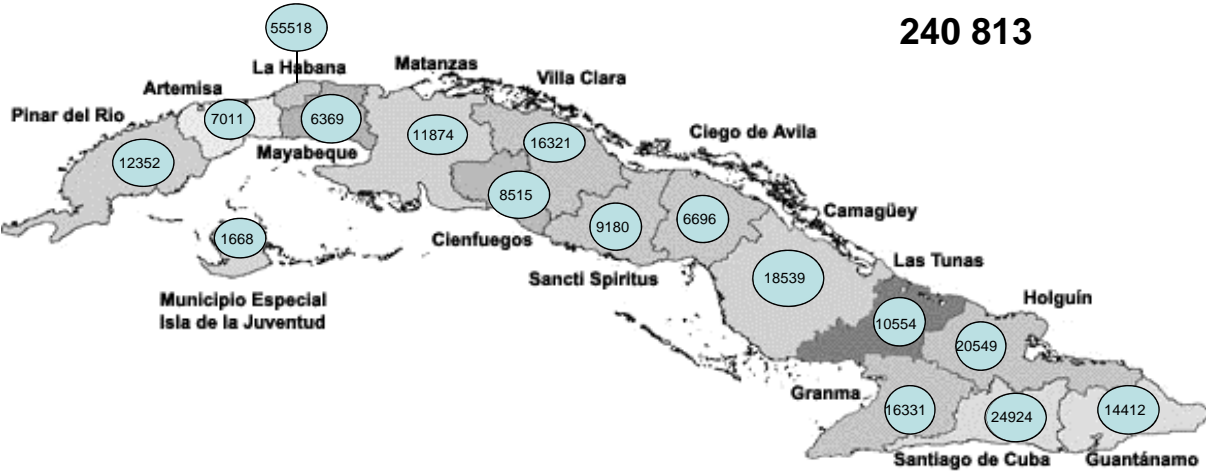 55518
240 813
La Habana
Matanzas
Villa Clara
Artemisa
Pinar del Rio
7011
6369
11874
16321
Ciego de Avila
Mayabeque
12352
8515
9180
6696
Camagüey
1668
Cienfuegos
Sancti Spiritus
18539
Las Tunas
Municipio Especial
Isla de la Juventud
Holguín
10554
20549
Granma
16331
24924
14412
Santiago de Cuba
Guantánamo